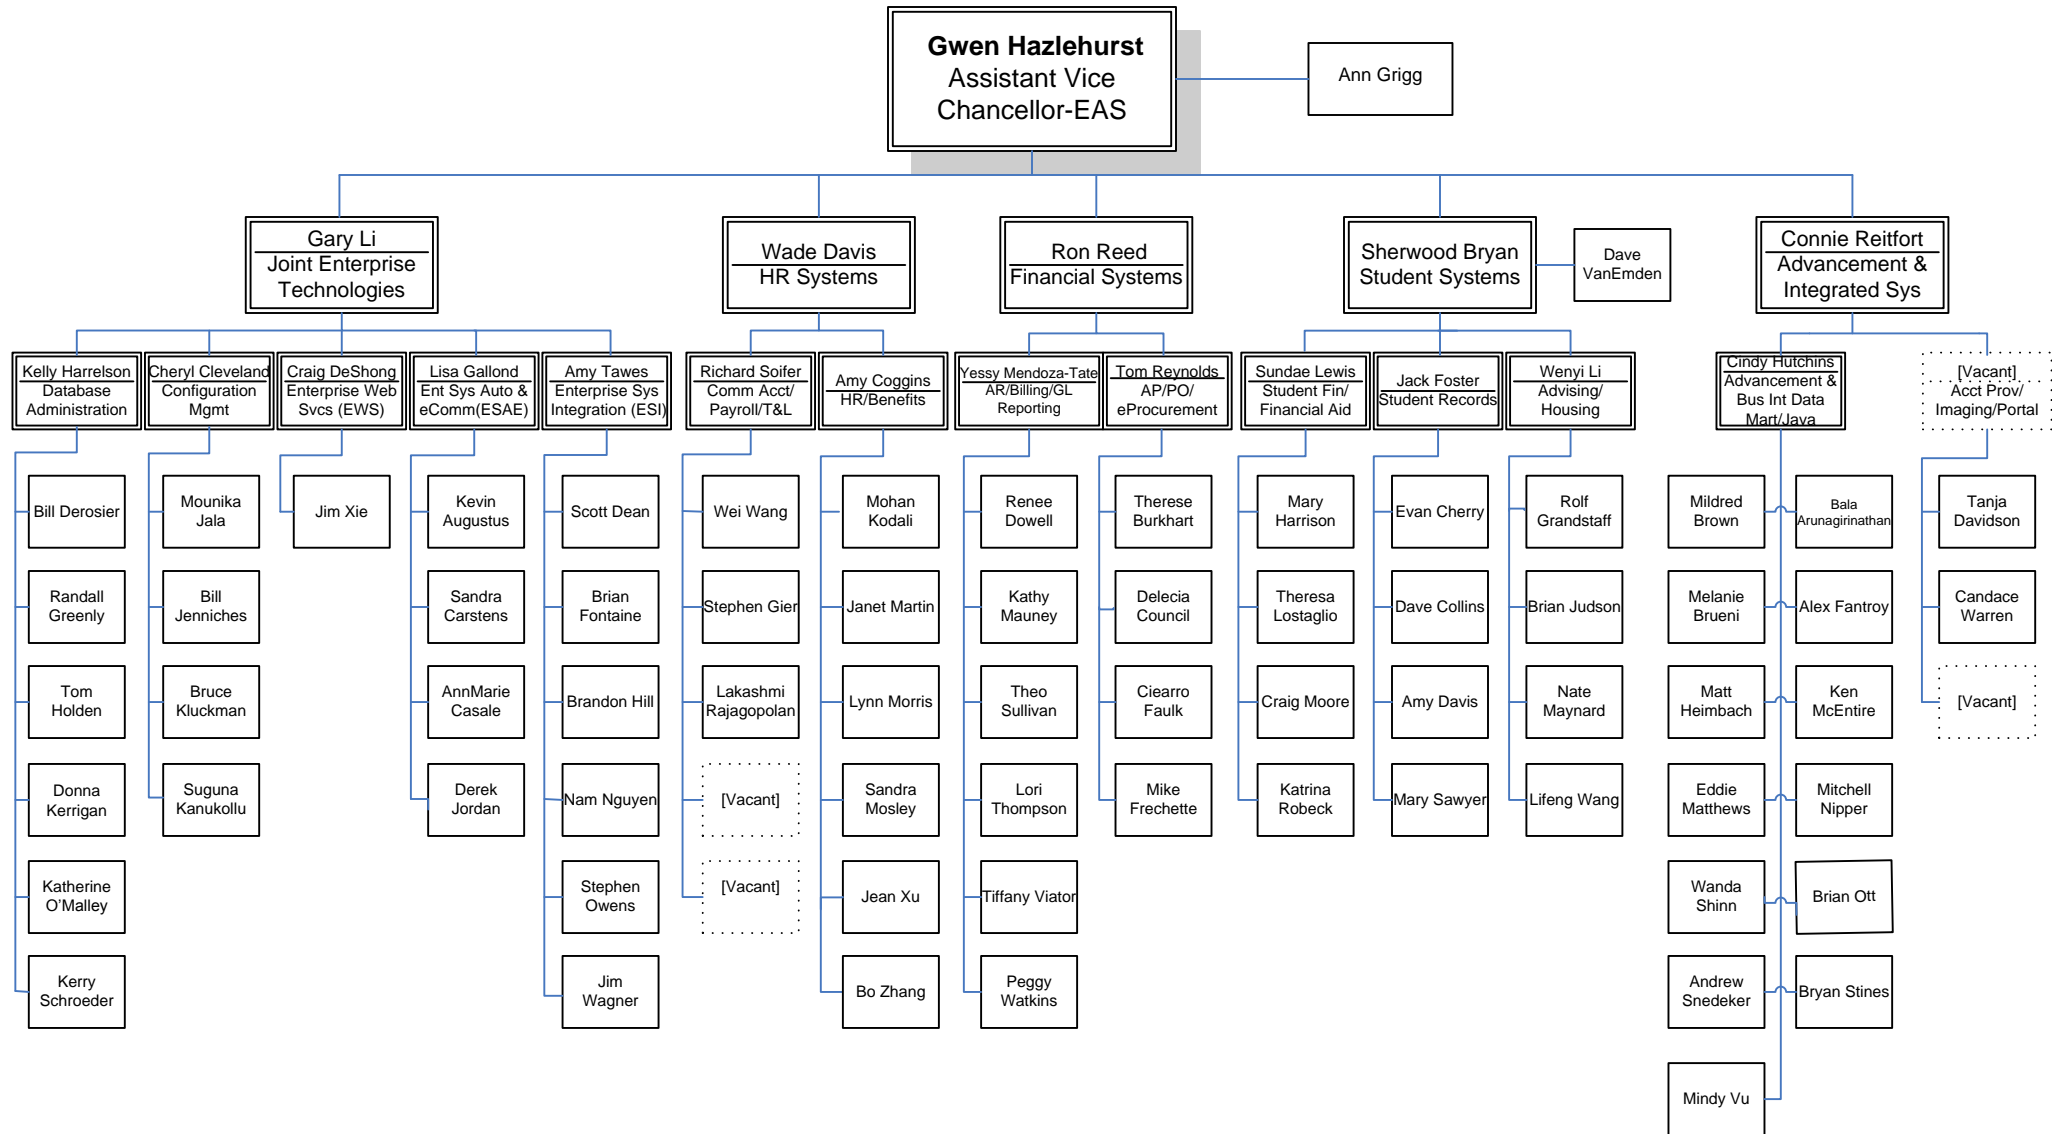 Gwen Hazlehurst
Assistant Vice
Chancellor-EAS
Ann Grigg
Gary Li
Joint Enterprise
Technologies
Wade Davis
HR Systems
Ron Reed
Financial Systems
Sherwood Bryan
Student Systems
Dave
VanEmden
Connie Reitfort
Advancement &
Integrated Sys
Kelly Harrelson
Database
Administration
Cheryl Cleveland
Configuration
Mgmt
Craig DeShong
Enterprise Web
Svcs (EWS)
Lisa Gallond
Ent Sys Auto &
eComm(ESAE)
Amy Tawes
Enterprise Sys
Integration (ESI)
Richard Soifer
Comm Acct/
Payroll/T&L
Amy Coggins
HR/Benefits
Yessy Mendoza-Tate
AR/Billing/GL
Reporting
Tom Reynolds
AP/PO/
eProcurement
Sundae Lewis
Student Fin/
Financial Aid
Jack Foster
Student Records
Wenyi Li
Advising/
Housing
Cindy Hutchins
Advancement &
Bus Int Data
Mart/Java
[Vacant]
Acct Prov/
Imaging/Portal
Bill Derosier
Randall
Greenly
Tom
Holden
Donna
Kerrigan
Katherine
O’Malley
Kerry
Schroeder
Mounika
Jala
Bill
Jenniches
Bruce
Kluckman
Suguna
Kanukollu
Jim Xie
Kevin
Augustus
Sandra
Carstens
AnnMarie
Casale
Derek
Jordan
Scott Dean
Brian
Fontaine
Brandon Hill
Nam Nguyen
Stephen
Owens
Jim
Wagner
Wei Wang
Stephen Gier
Lakashmi
Rajagopolan
[Vacant]
[Vacant]
Mohan
Kodali
Janet Martin
Lynn Morris
Sandra
Mosley
Jean Xu
Bo Zhang
Renee
Dowell
Kathy
Mauney
Theo
Sullivan
Lori
Thompson
Tiffany Viator
Peggy
Watkins
Therese
Burkhart
Delecia
Council
Ciearro
Faulk
Mike
Frechette
Mary
Harrison
Theresa
Lostaglio
Craig Moore
Katrina
Robeck
Evan Cherry
Dave Collins
Amy Davis
Mary Sawyer
Rolf
Grandstaff
Brian Judson
Nate
Maynard
Lifeng Wang
Mildred
Brown
Melanie
Brueni
Matt
Heimbach
Eddie
Matthews
Wanda
Shinn
Andrew
Snedeker
Mindy Vu
Bala
Arunagirinathan
Alex Fantroy
Ken
McEntire
Mitchell
Nipper
Brian Ott
Bryan Stines
Tanja
Davidson
Candace
Warren
[Vacant]